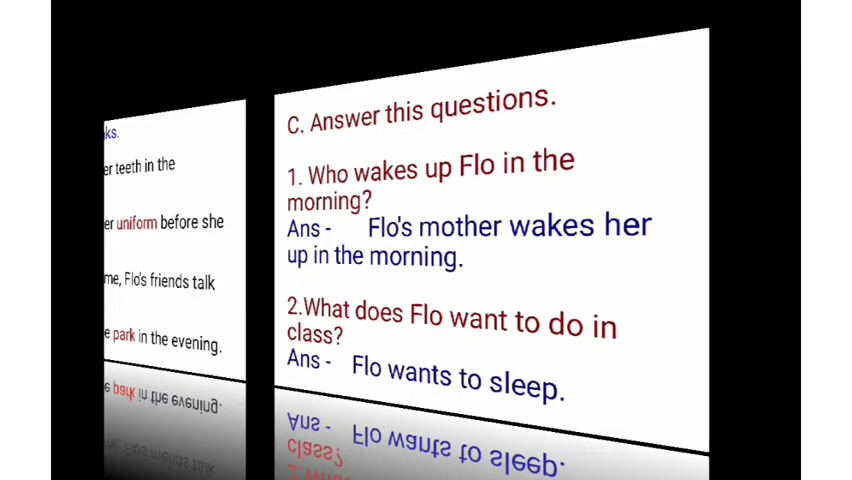 ks.
er teeth in the
er uniform before she
me, Flo's friends talk
e park in the evening.
C. Answer this questions.
1. Who wakes up Flo in the
morning?
Ans - Flo's mother wakes her
up in the morning.
2.What does Flo want to do in
class?
Ans - Flo wants to sleep.